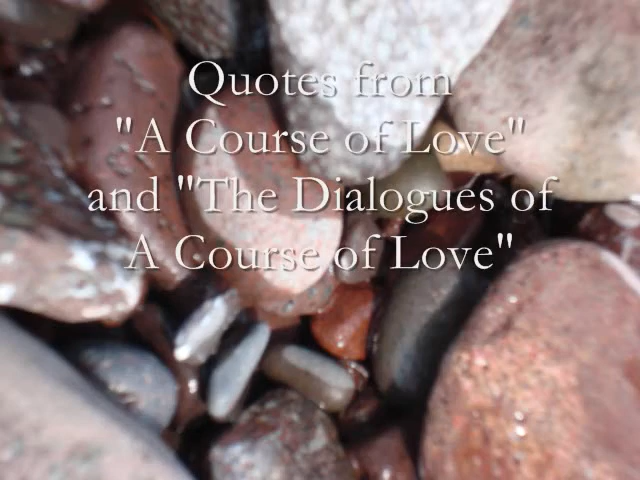 Quotes from
"A Course of Love"
and "The Dialogues of
A Course of Love"